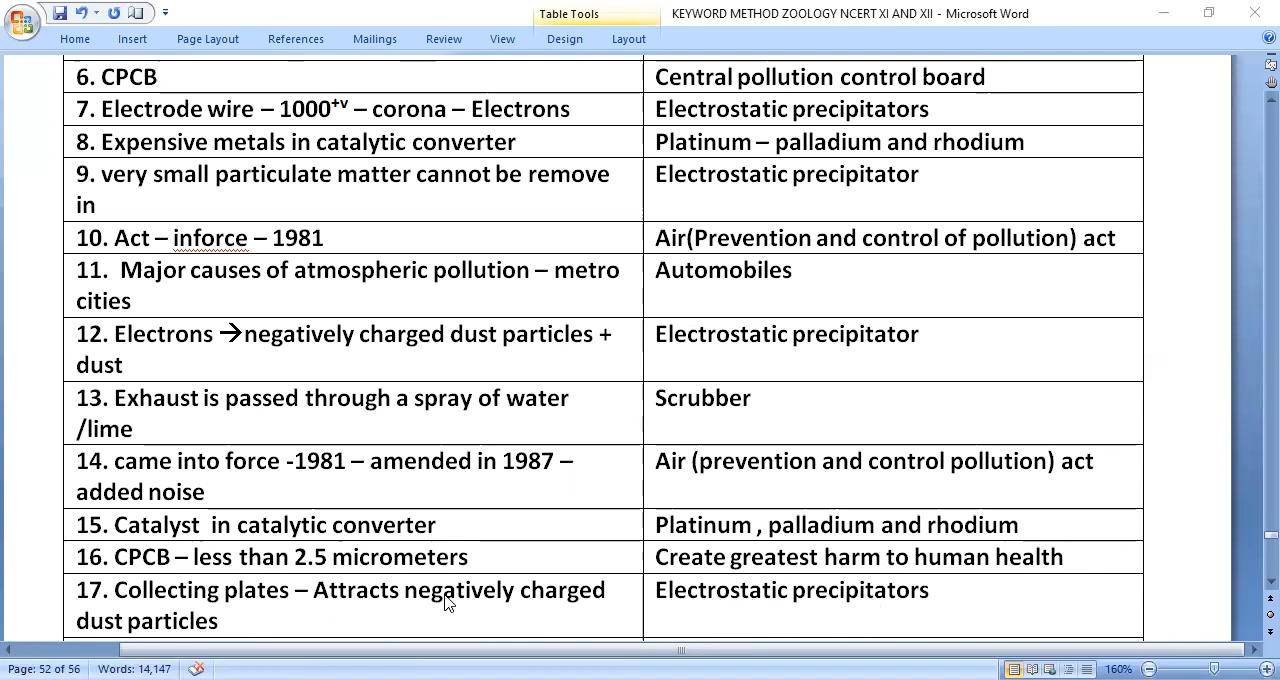 Table Tools
KEYWORD METHOD ZOOLOGY NCERT XI AND XII - Microsoft Word
Home Insert Page Layout References Mailings Review View Design Layout
6. CPCB
Central pollution control board
7. Electrode wire – 1000+v – corona – Electrons
Electrostatic precipitators
8. Expensive metals in catalytic converter
Platinum – palladium and rhodium
9. very small particulate matter cannot be remove
in
Electrostatic precipitator
10. Act – inforce – 1981
Air(Prevention and control of pollution) act
11. Major causes of atmospheric pollution – metro
cities
Automobiles
12. Electrons →negatively charged dust particles +
dust
Electrostatic precipitator
13. Exhaust is passed through a spray of water
/lime
Scrubber
14. came into force -1981 – amended in 1987 –
added noise
Air (prevention and control pollution) act
15. Catalyst in catalytic converter
Platinum , palladium and rhodium
16. CPCB – less than 2.5 micrometers
Create greatest harm to human health
17. Collecting plates – Attracts negatively charged
dust particles
Electrostatic precipitators
Page: 52 of 56 Words: 14,147 160%